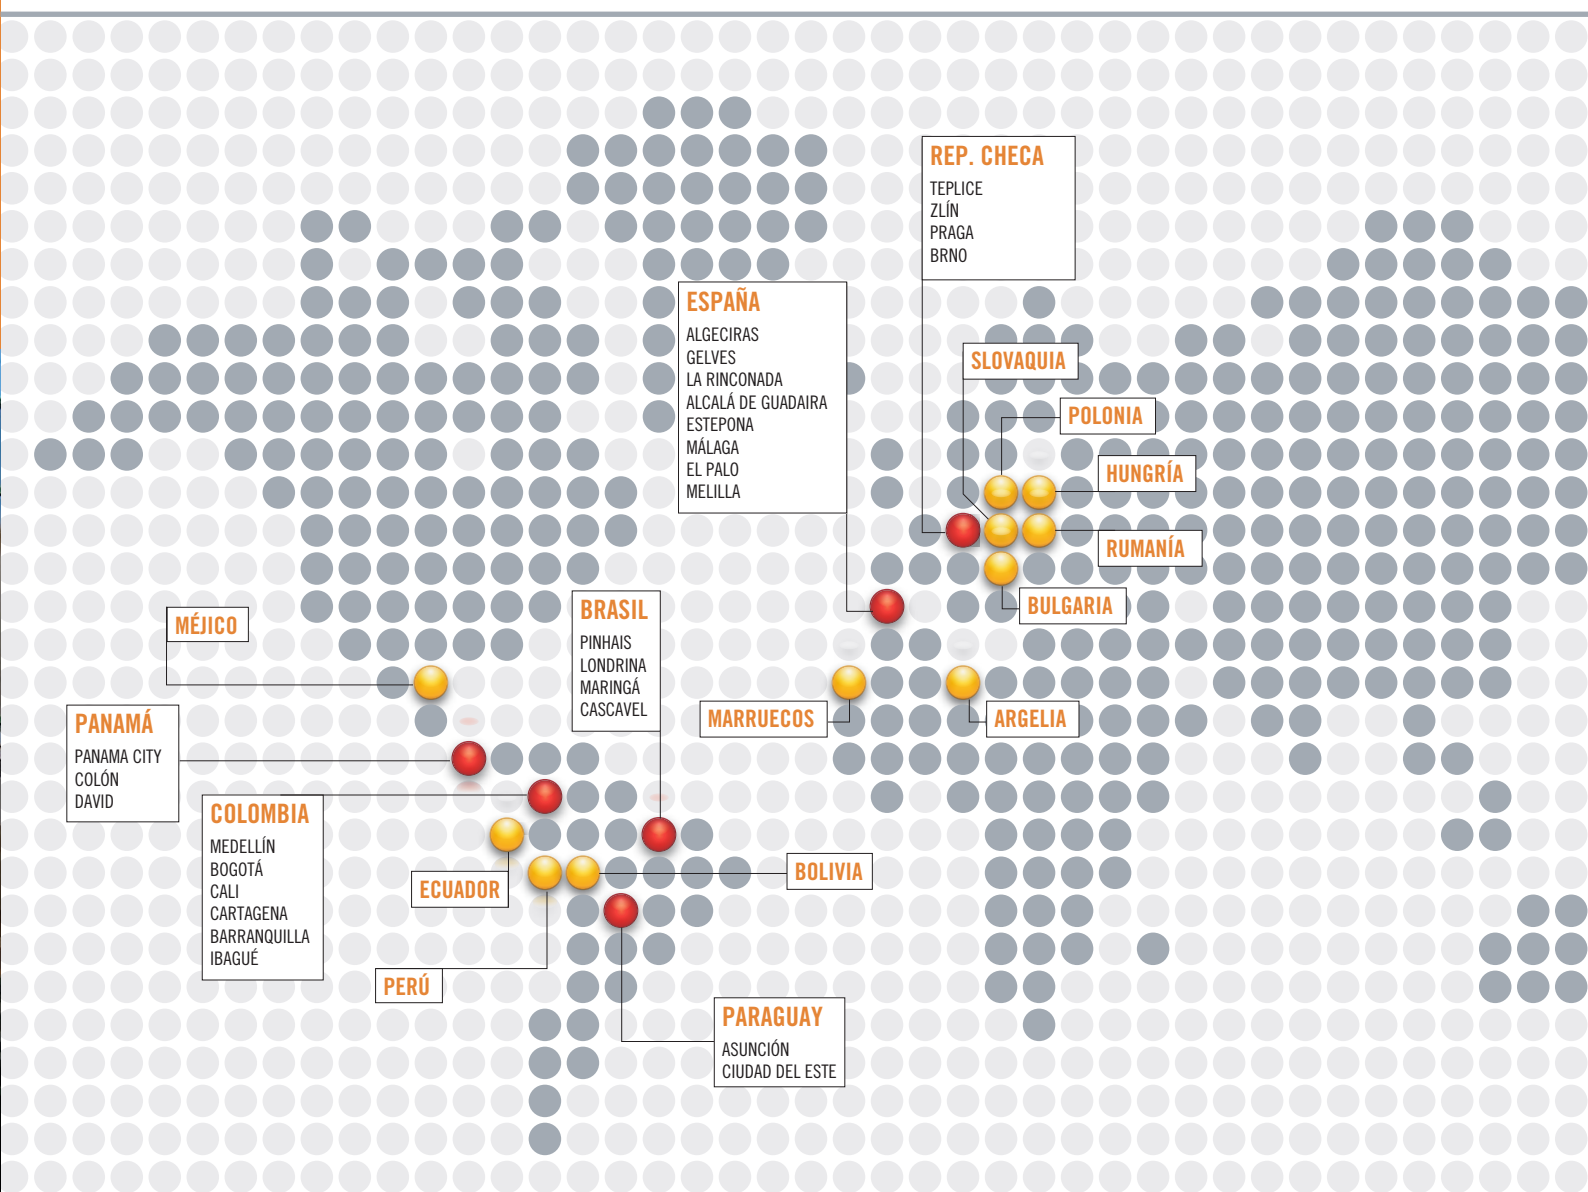 REP. CHECA
TEPLICE
ZLÍN
PRAGA
BRNO
ESPAÑA
ALGECIRAS
GELVES
LA RINCONADA
ALCALÁ DE GUADAIRA
ESTEPONA
MÁLAGA
EL PALO
MELILLA
SLOVAQUIA
POLONIA
HUNGRÍA
RUMANÍA
BULGARIA
MÉJICO
BRASIL
PINHAIS
LONDRINA
MARINGÁ
CASCAVEL
MARRUECOS
ARGELIA
PANAMÁ
PANAMA CITY
COLÓN
DAVID
COLOMBIA
MEDELLÍN
BOGOTÁ
CALI
CARTAGENA
BARRANQUILLA
IBAGUÉ
ECUADOR
BOLIVIA
PERÚ
PARAGUAY
ASUNCIÓN
CIUDAD DEL ESTE